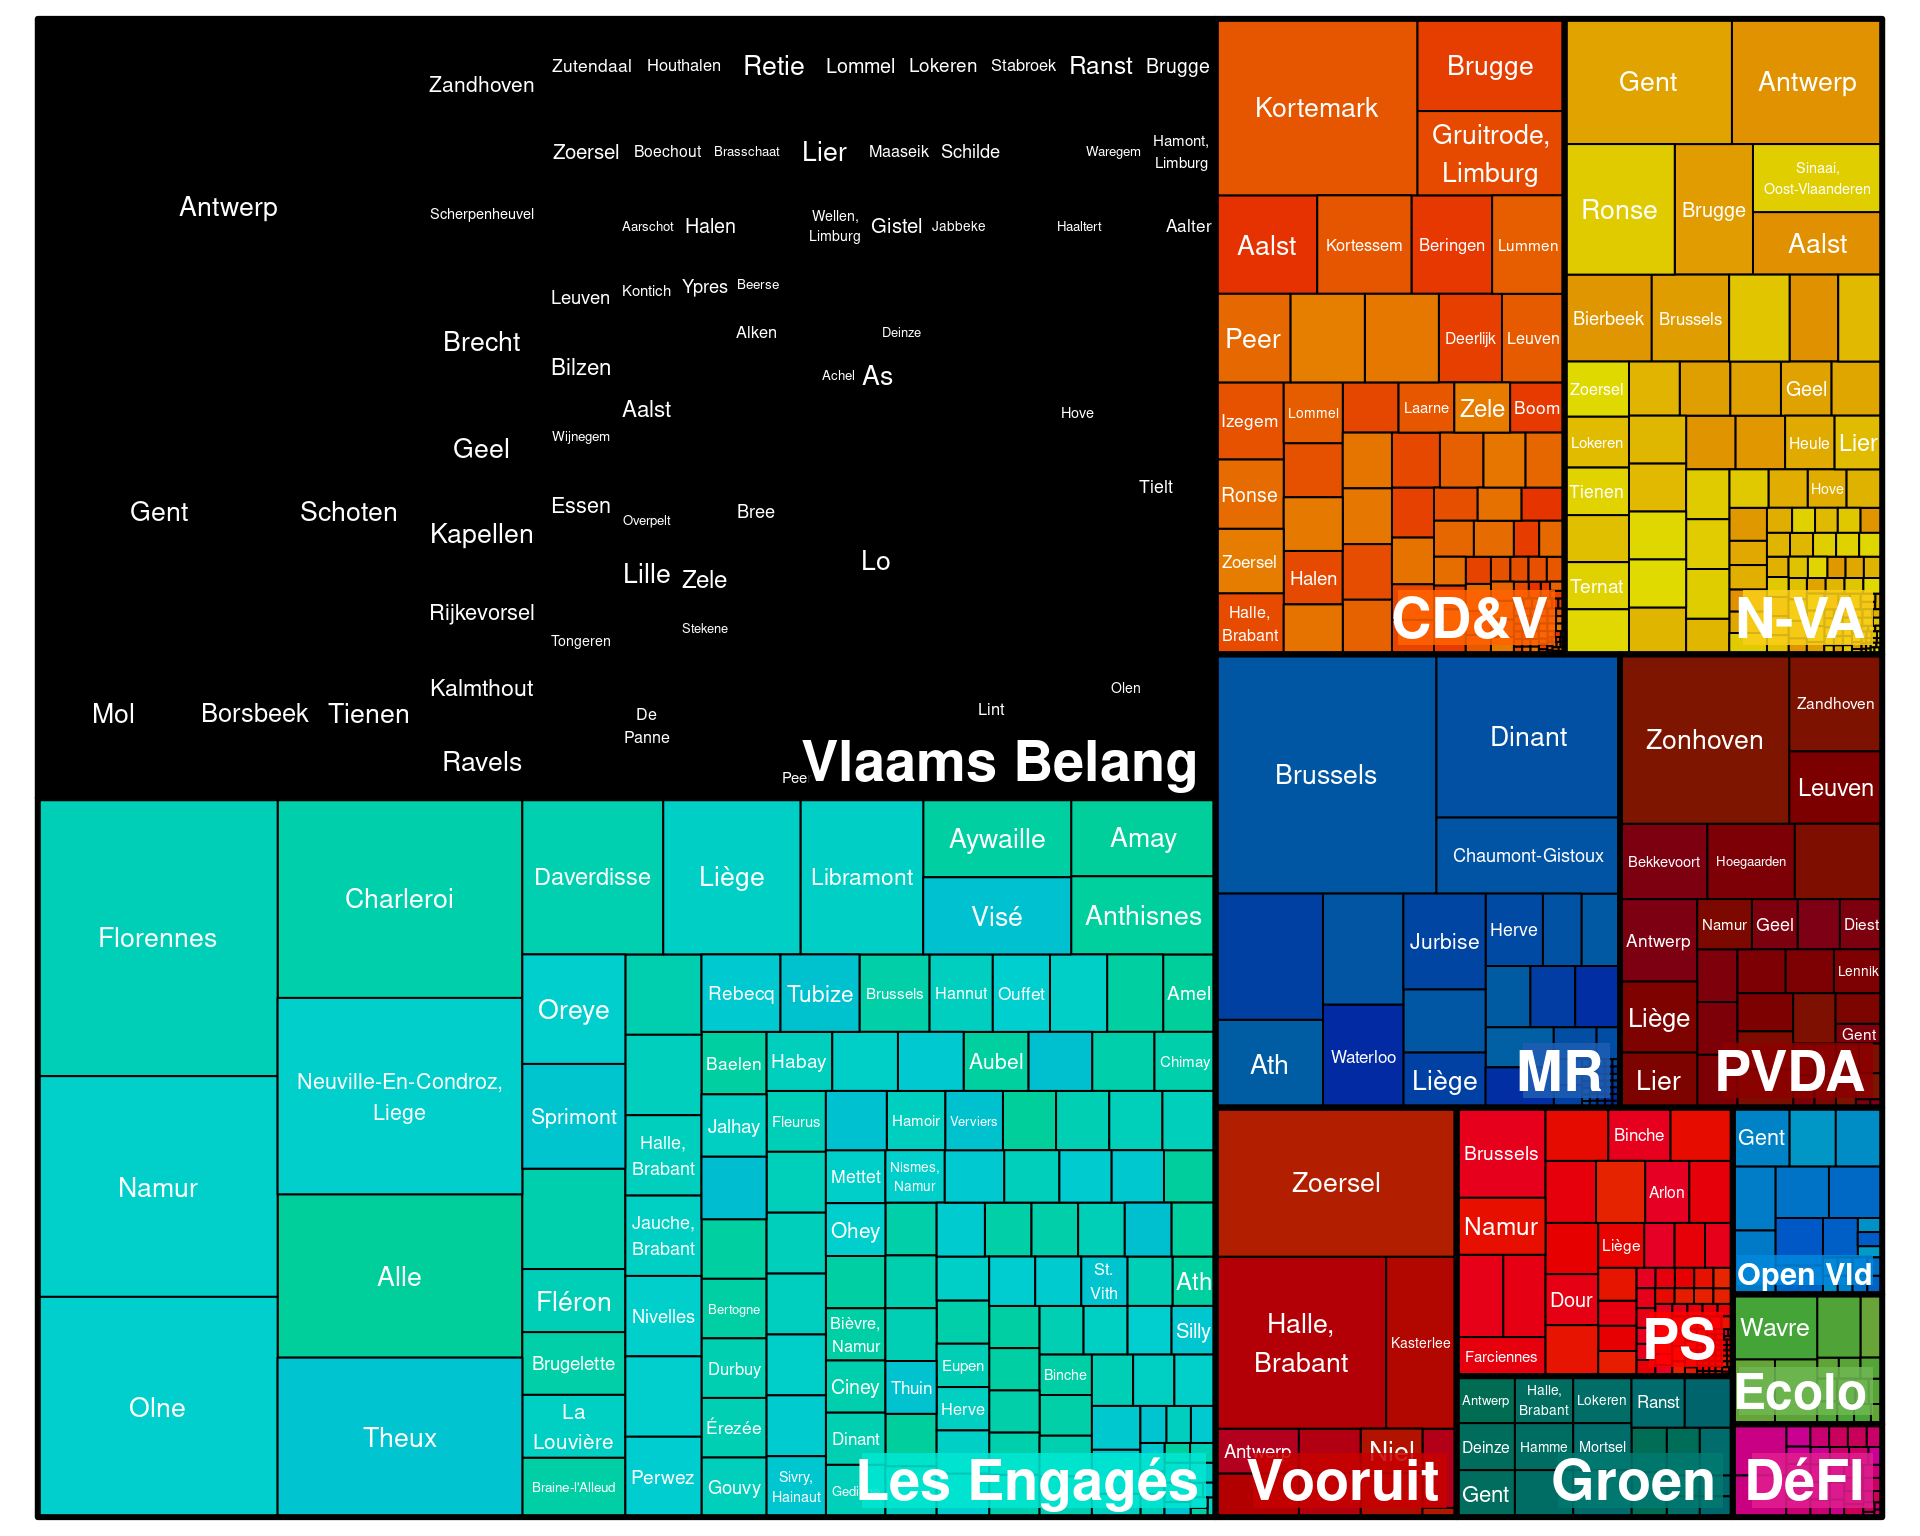 Zandhoven
Zutendaal
Houthalen
Retie
Lommel
Lokeren
Stabroek
Ranst
Brugge
Zoersel
Boechout
Brasschaat
Lier
Maaseik
Schilde
Waregem
Hamont,
Limburg
Antwerp
Scherpenheuvel
Aarschot
Halen
Wellen,
Limburg
Gistel
Jabbeke
Haaltert
Aalter
Leuven
Kontich
Ypres
Beerse
Brecht
Alken
Deinze
Bilzen
Achel
As
Aalst
Hove
Wijnegem
Geel
Tielt
Gent
Schoten
Essen
Overpelt
Bree
Kapellen
Lille
Zele
Lo
Rijkevorsel
Tongeren
Stekene
Kalmthout
Olen
Mol
Borsbeek
Tienen
De
Panne
Lint
Ravels
Pee
Vlaams Belang
Kortemark
Brugge
Gruitrode,
Limburg
Aalst
Kortessem
Beringen
Lummen
Peer
Deerlijk
Leuven
Izegem
Lommel
Laarne
Zele
Boom
Ronse
Zoersel
Halen
Halle,
Brabant
CD&V
Gent
Antwerp
Ronse
Brugge
Sinaai,
Oost-Vlaanderen
Aalst
Bierbeek
Brussels
Zoersel
Geel
Lokeren
Heule
Lier
Tienen
Hove
Ternat
N-VA
Florennes
Charleroi
Daverdisse
Liège
Libramont
Aywaille
Amay
Visé
Anthisnes
Neuville-En-Condroz,
Liege
Oreye
Rebecq
Tubize
Brussels
Hannut
Ouffet
Amel
Baelen
Habay
Aubel
Chimay
Namur
Sprimont
Halle,
Brabant
Jalhay
Fleurus
Hamoir
Verviers
Mettet
Nismes,
Namur
Alle
Jauche,
Brabant
Ohey
Fléron
Nivelles
Bertogne
St.
Vith
Ath
Bièvre,
Namur
Silly
Olne
Theux
Brugelette
Durbuy
Eupen
Binche
Ciney
Thuin
Herve
La
Louvière
Érezée
Dinant
Braine-l'Alleud
Perwez
Gouvy
Sivry,
Hainaut
Gedi
Les Engagés
Brussels
Dinant
Chaumont-Gistoux
Jurbise
Herve
Ath
Waterloo
Liège
MR
Zonhoven
Zandhoven
Leuven
Bekkevoort
Hoegaarden
Antwerp
Namur
Geel
Diest
Lennik
Liège
Gent
Lier
PVDA
Zoersel
Halle,
Brabant
Kasterlee
Antwerp
Niel
Vooruit
Brussels
Binche
Arlon
Namur
Liège
Dour
Farciennes
PS
Gent
Open Vld
Wavre
Ecolo
Antwerp
Halle,
Brabant
Lokeren
Ranst
Deinze
Hamme
Mortsel
Gent
Groen
DéFI